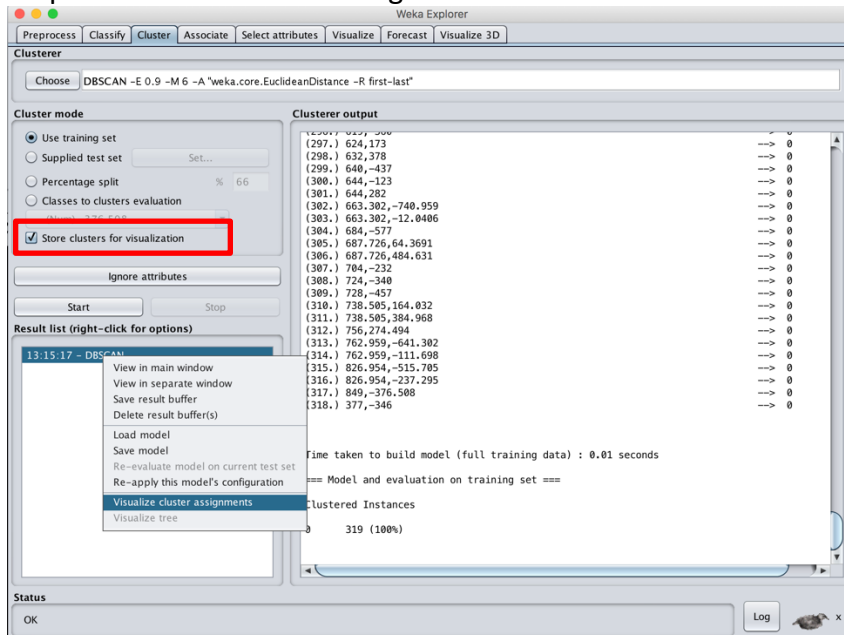 Weka Explorer
Preprocess Classify Cluster Associate Select attributes Visualize Forecast Visualize 3D
Clusterer
Choose DBSCAN -E 0.9 -M 6 -A "weka.core.EuclideanDistance -R first-last"
Cluster mode
Use training set
Supplied test set Set...
Percentage split % 66
Classes to clusters evaluation
(Num) 376.508
Store clusters for visualization
Ignore attributes
Start Stop
Result list (right-click for options)
13:15:17 - DBSCAN
View in main window
View in separate window
Save result buffer
Delete result buffer(s)
Load model
Save model
Re-evaluate model on current test set
Re-apply this model's configuration
Visualize cluster assignments
Visualize tree
Clusterer output
(297.) 624,173 --> 0
(298.) 632,378 --> 0
(299.) 640,-437 --> 0
(300.) 644,-123 --> 0
(301.) 644,282 --> 0
(302.) 663.302,-740.959 --> 0
(303.) 663.302,-12.0406 --> 0
(304.) 684,-577 --> 0
(305.) 687.726,64.3691 --> 0
(306.) 687.726,484.631 --> 0
(307.) 704,-232 --> 0
(308.) 724,-340 --> 0
(309.) 728,-457 --> 0
(310.) 738.505,164.032 --> 0
(311.) 738.505,384.968 --> 0
(312.) 756,274.494 --> 0
(313.) 762.959,-641.302 --> 0
(314.) 762.959,-111.698 --> 0
(315.) 826.954,-515.705 --> 0
(316.) 826.954,-237.295 --> 0
(317.) 849,-376.508 --> 0
(318.) 377,-346 --> 0
Time taken to build model (full training data) : 0.01 seconds
=== Model and evaluation on training set ===
Clustered Instances
0 319 (100%)
Status
OK
Log x